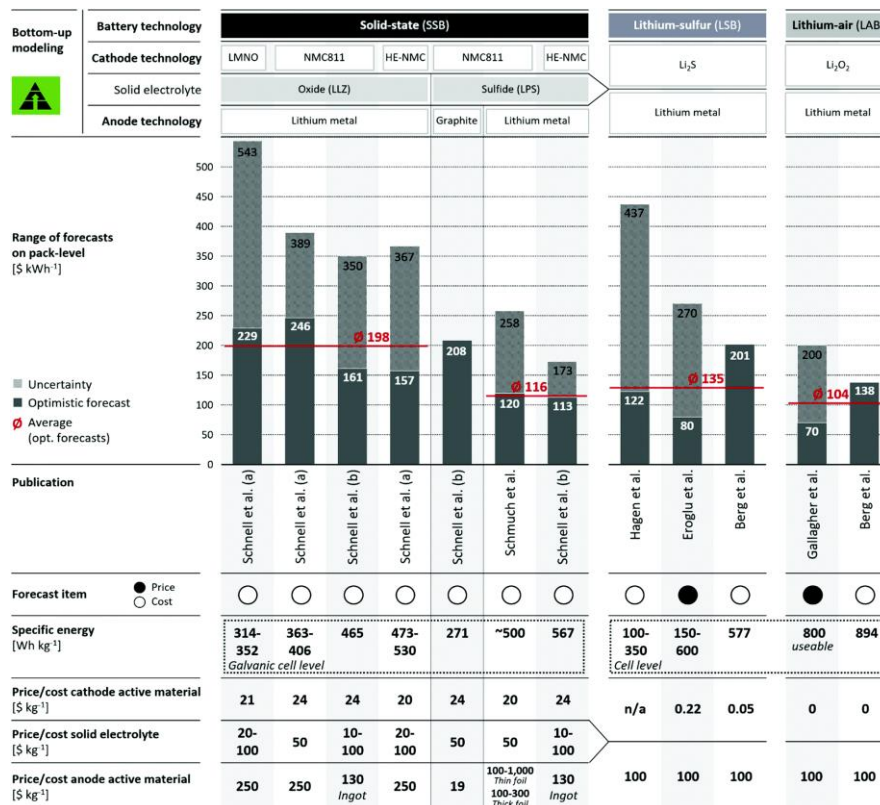 Bottom-up modeling
Battery technology
Solid-state (SSB)
Lithium-sulfur (LSB)
Lithium-air (LAB
Cathode technology
LMNO
NMC811
HE-NMC
NMC811
HE-NMC
Li₂S
Li₂O₂
Solid electrolyte
Oxide (LLZ)
Sulfide (LPS)
Anode technology
Lithium metal
Graphite
Lithium metal
Lithium metal
Lithium metal
Range of forecasts
on pack-level
[$ kWh⁻¹]
500
450
400
350
300
250
200
150
100
50
0
543
229
389
246
350
161
367
157
208
258
120
173
113
437
122
270
80
201
200
70
138
Ø 198
Ø 116
Ø 135
Ø 104
Uncertainty
Optimistic forecast
Ø Average
(opt. forecasts)
Publication
Schnell et al. (a)
Schnell et al. (a)
Schnell et al. (b)
Schnell et al. (a)
Schnell et al. (b)
Schmuch et al.
Schnell et al. (b)
Hagen et al.
Eroglu et al.
Berg et al.
Gallagher et al.
Berg et al.
Forecast item
Price
Cost
Specific energy
[Wh kg⁻¹]
314-352
363-406
465
473-530
271
~500
567
100-350
150-600
577
800
useable
894
Galvanic cell level
Cell level
Price/cost cathode active material
[$ kg⁻¹]
21
24
24
20
24
20
24
n/a
0.22
0.05
0
0
Price/cost solid electrolyte
[$ kg⁻¹]
20-100
50
10-100
20-100
50
50
10-100
Price/cost anode active material
[$ kg⁻¹]
250
250
130
Ingot
250
19
100-1,000
Thin foil
100-300
Thick foil
130
Ingot
100
100
100
100
100